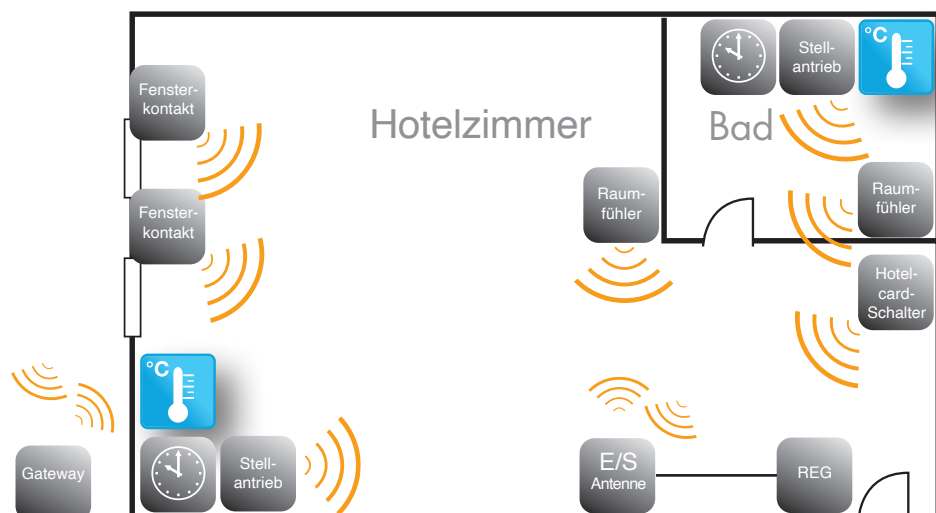 °C
Stell-
antrieb
Fenster-
kontakt
Hotelzimmer
Bad
Raum-
fühler
Raum-
fühler
Fenster-
kontakt
Hotel-
card-
Schalter
°C
Gateway
Stell-
antrieb
E/S
Antenne
REG